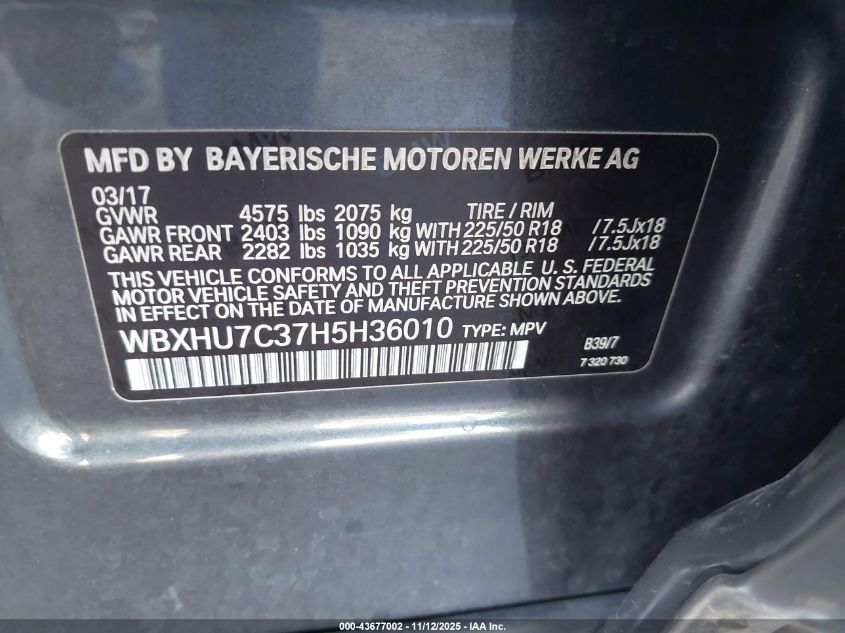 MFD BY BAYERISCHE MOTOREN WERKE AG
03/17
GVWR 4575 lbs 2075 kg TIRE / RIM
GAWR FRONT 2403 lbs 1090 kg WITH 225/50 R18 /7.5Jx18
GAWR REAR 2282 lbs 1035 kg WITH 225/50 R18 /7.5Jx18
THIS VEHICLE CONFORMS TO ALL APPLICABLE U. S. FEDERAL
MOTOR VEHICLE SAFETY AND THEFT PREVENTION STANDARDS
IN EFFECT ON THE DATE OF MANUFACTURE SHOWN ABOVE.
WBXHU7C37H5H36010 TYPE: MPV B39/7
7 320 730
000-43677002 - 11/12/2025 - IAA Inc.